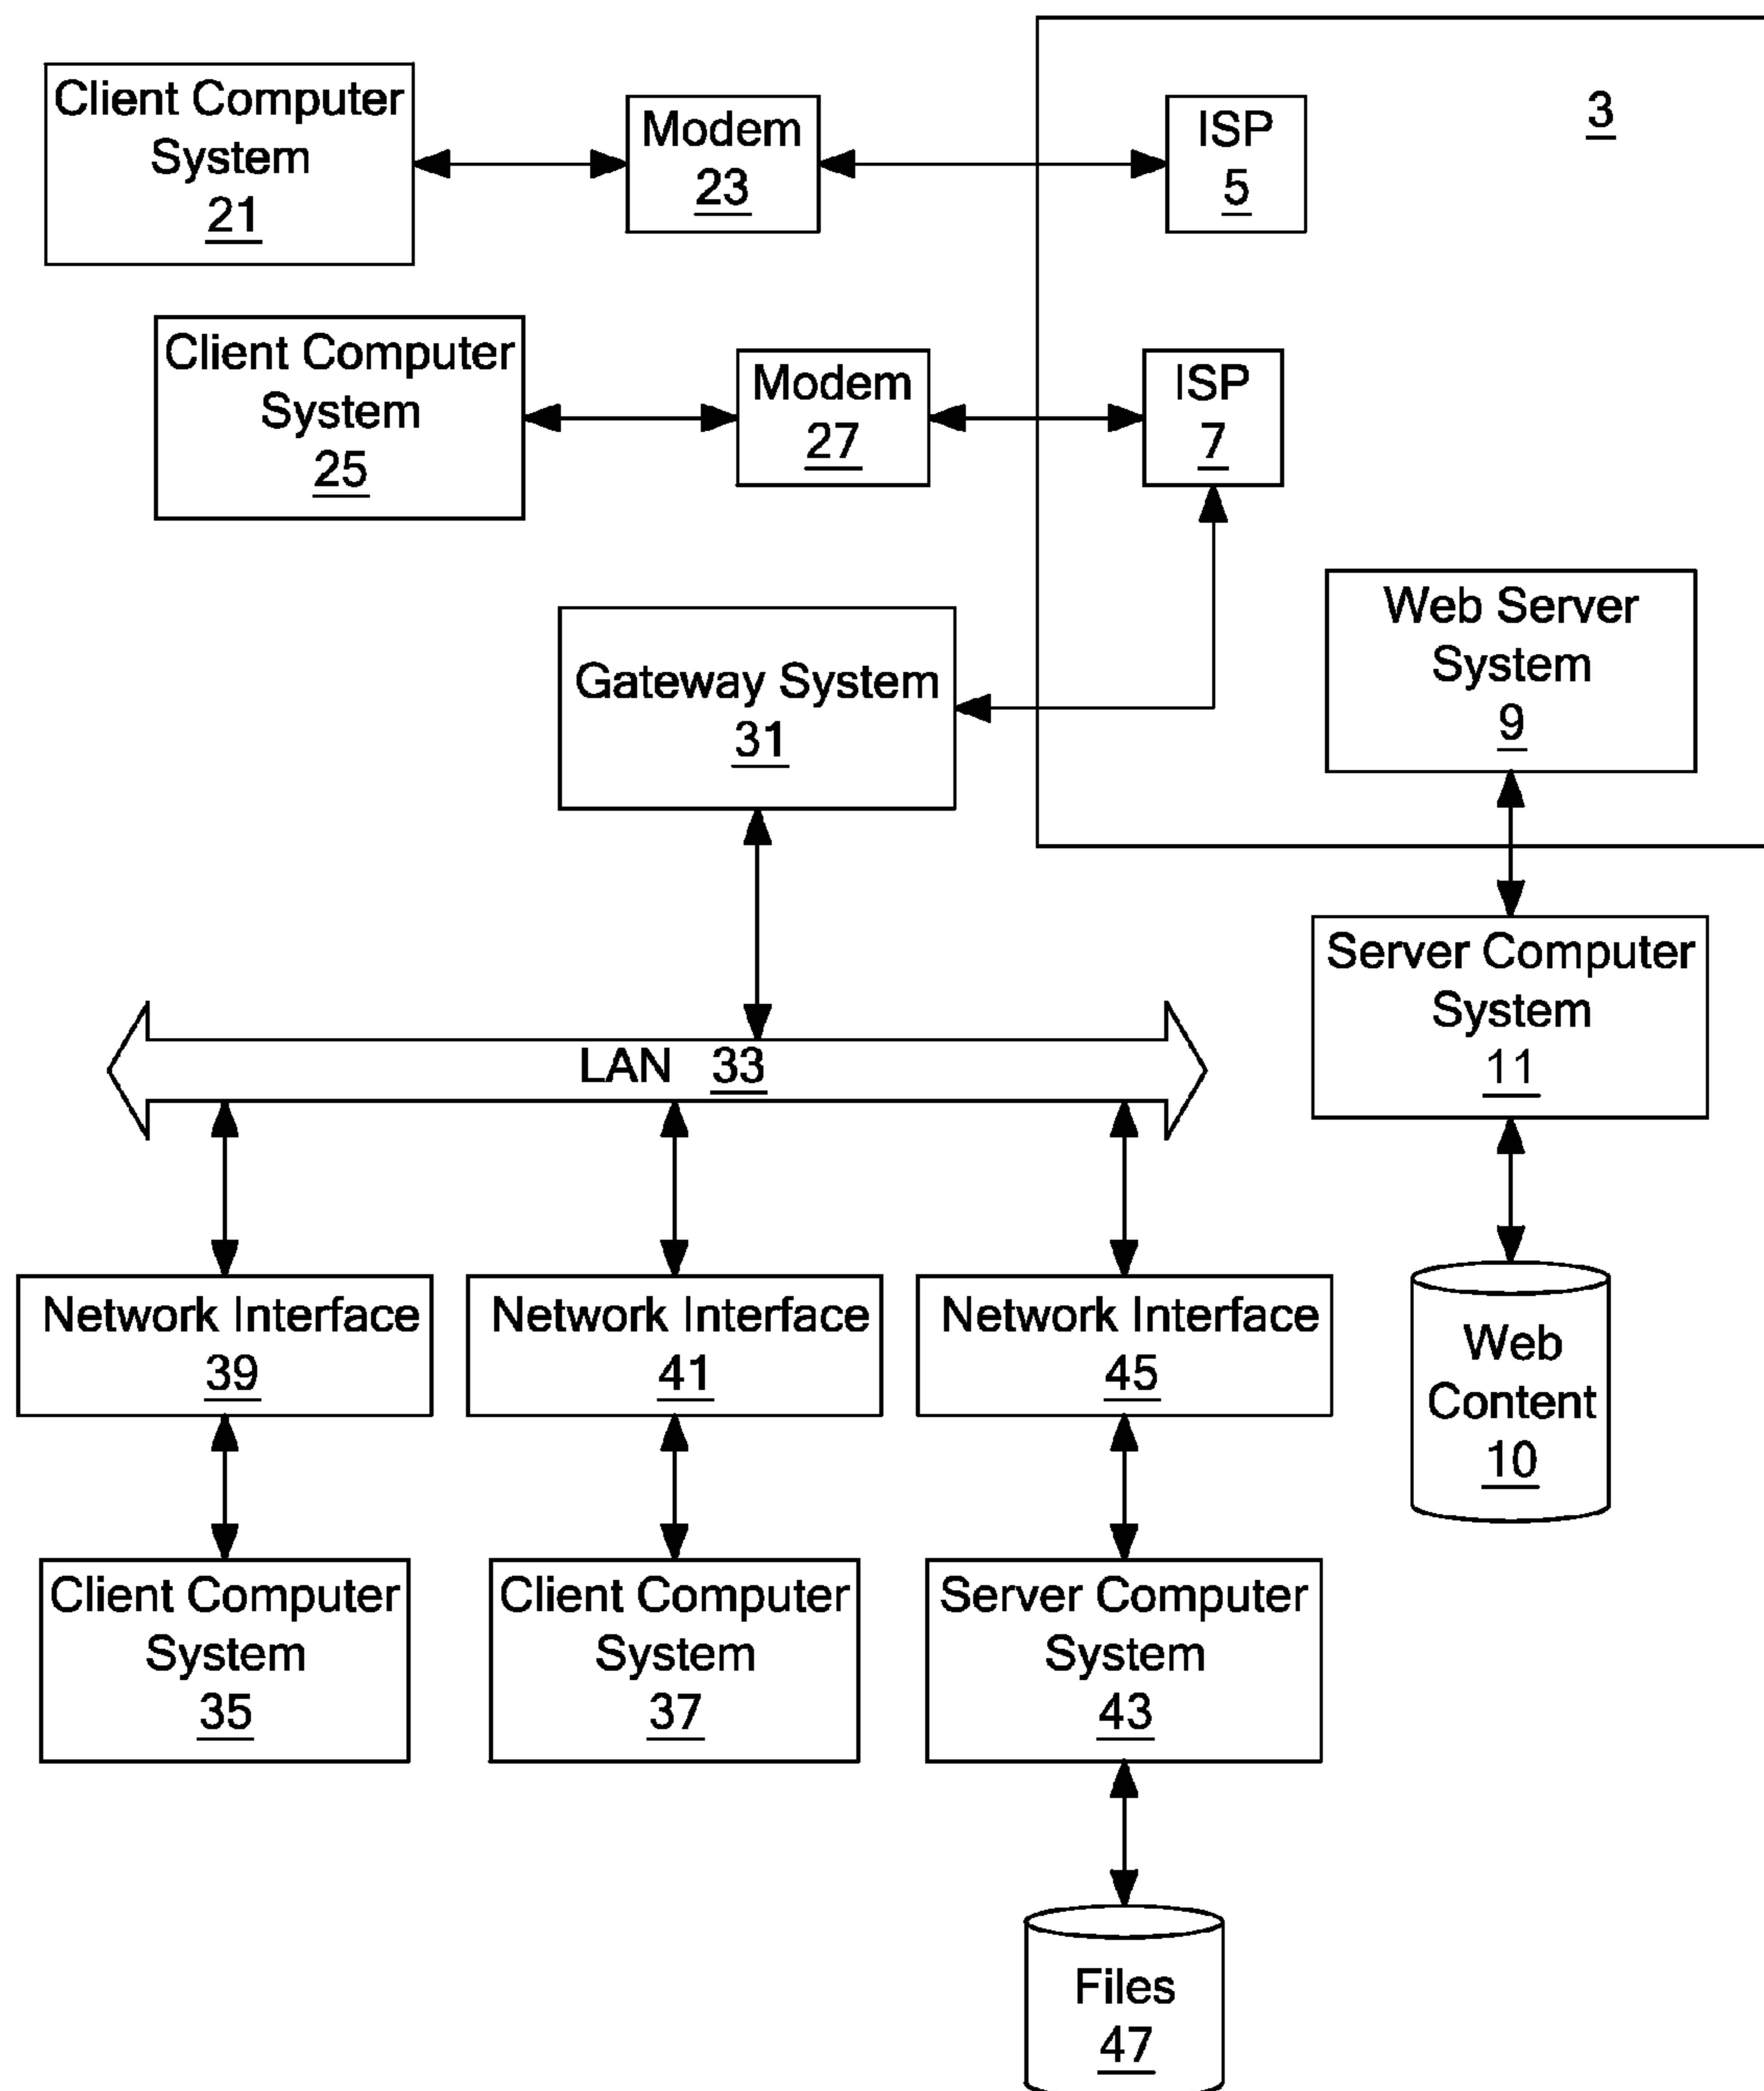 Client Computer
System
21
Modem
23
ISP
5
3
Client Computer
System
25
Modem
27
ISP
7
Gateway System
31
Web Server
System
9
Server Computer
System
11
LAN 33
Network Interface
39
Network Interface
41
Network Interface
45
Web
Content
10
Client Computer
System
35
Client Computer
System
37
Server Computer
System
43
Files
47